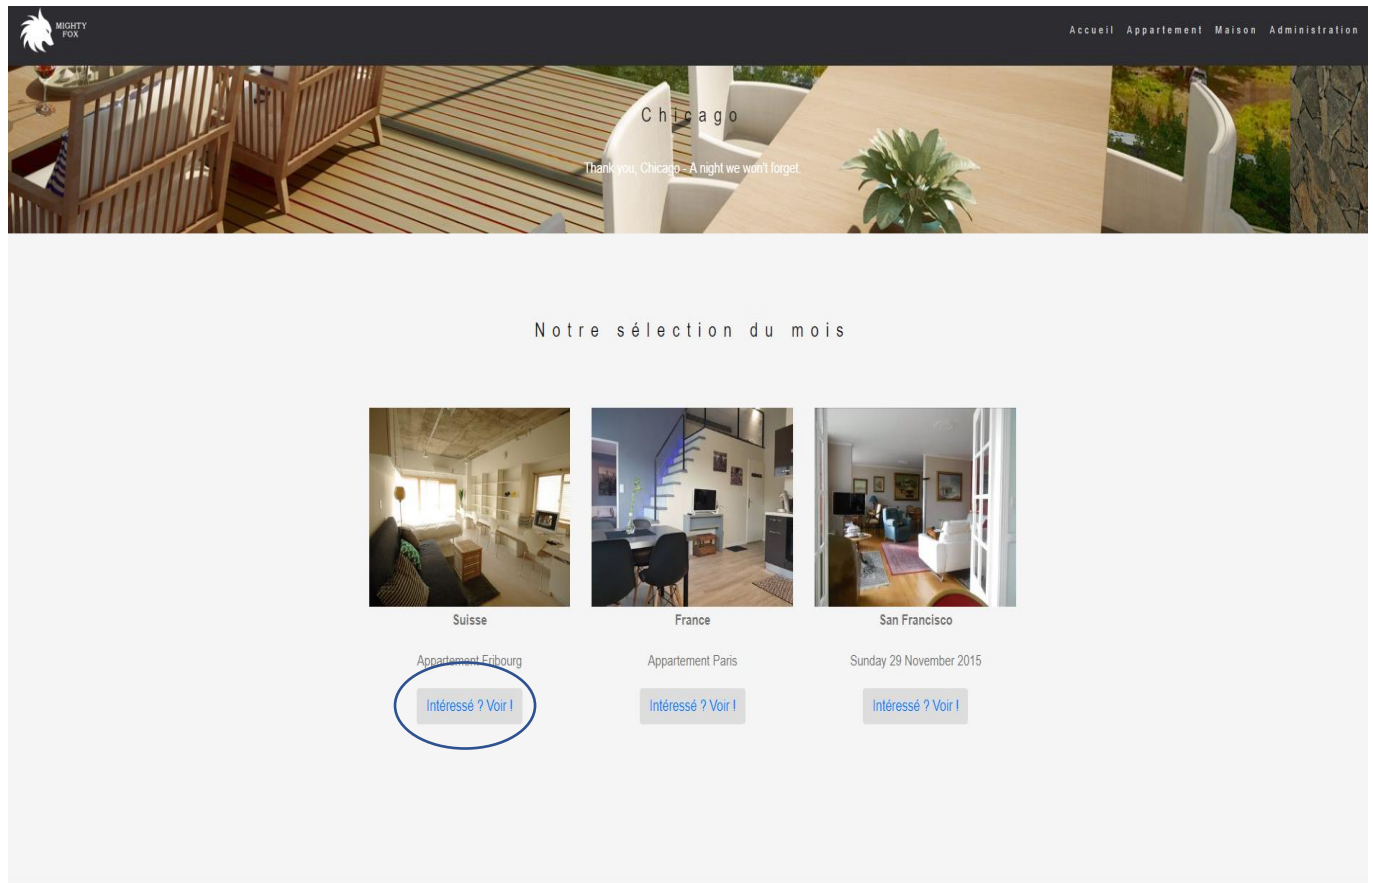 MIGHTY
FOX
Accueil Appartement Maison Administration
Chicago
Thank you, Chicago - A night we won't forget.
Notre sélection du mois
Suisse
Appartement Fribourg
Intéressé ? Voir !
France
Appartement Paris
Intéressé ? Voir !
San Francisco
Sunday 29 November 2015
Intéressé ? Voir !